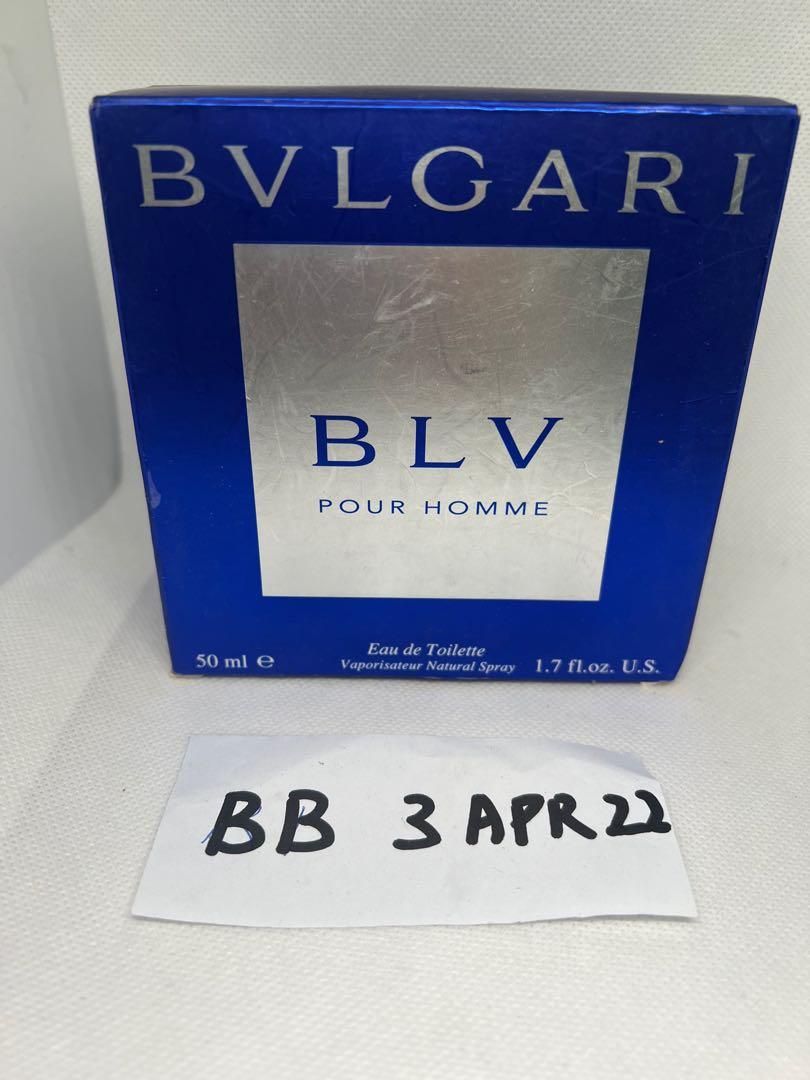 BVLGARI
BLV
POUR HOMME
Eau de Toilette
50 ml ℮ Vaporisateur Natural Spray 1.7 fl.oz. U.S.
BB 3 APR 22